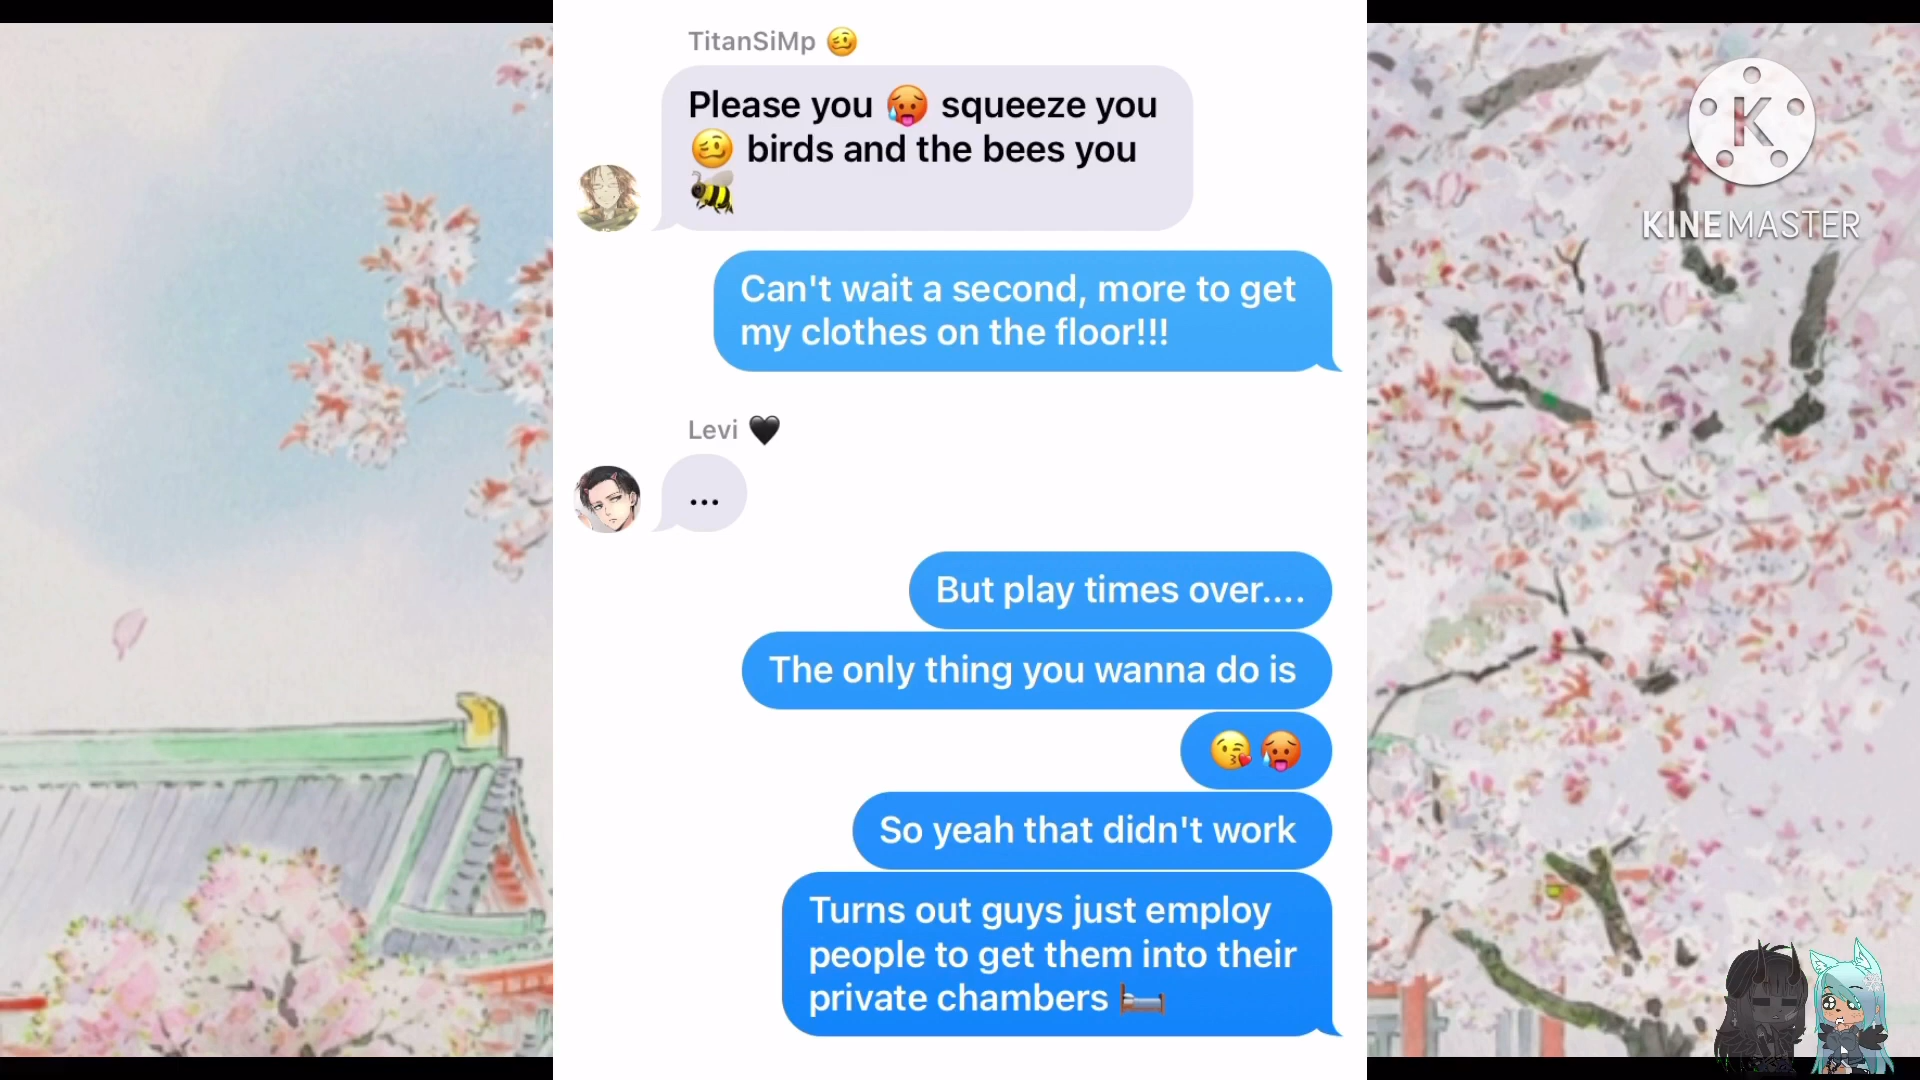 TitanSiMp 🥴
Please you 🥵 squeeze you
🥴 birds and the bees you
🐝
Can't wait a second, more to get
my clothes on the floor!!!
Levi 🖤
...
But play times over....
The only thing you wanna do is
😘🥵
So yeah that didn't work
Turns out guys just employ
people to get them into their
private chambers 🛏️
K
KINEMASTER